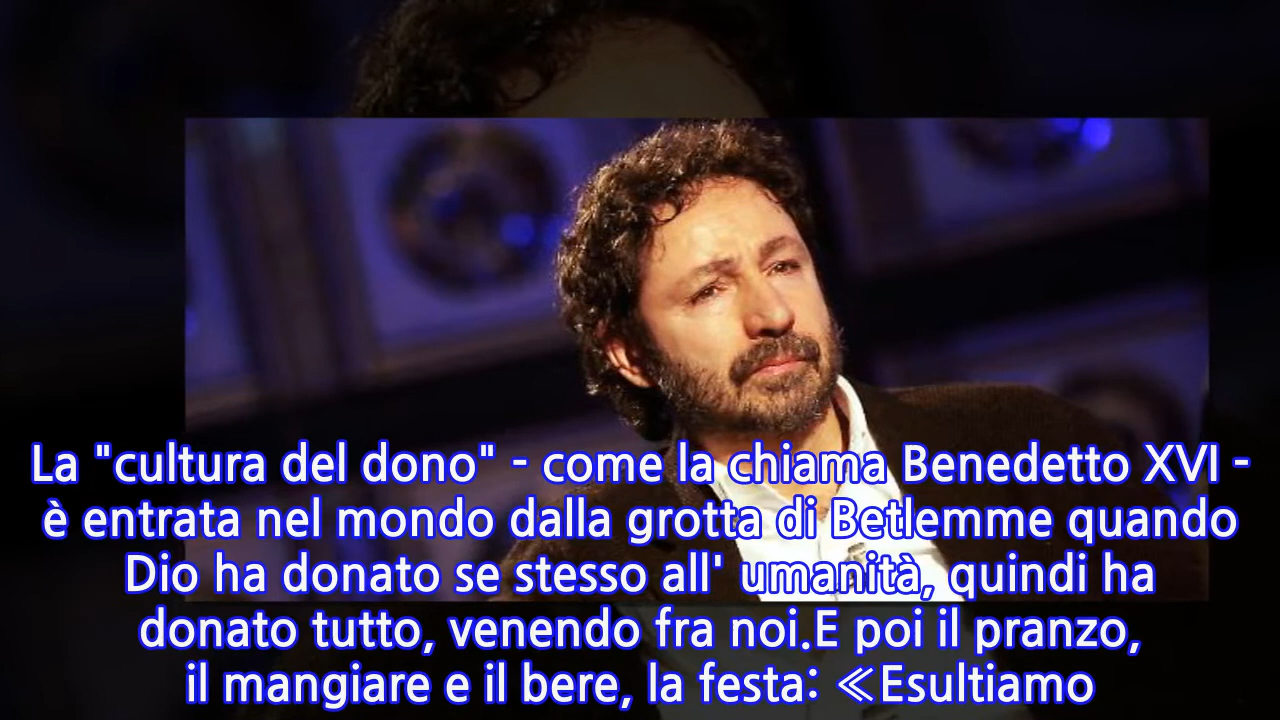 La "cultura del dono" - come la chiama Benedetto XVI -
è entrata nel mondo dalla grotta di Betlemme quando
Dio ha donato se stesso all' umanità, quindi ha
donato tutto, venendo fra noi.E poi il pranzo,
il mangiare e il bere, la festa: ≪Esultiamo